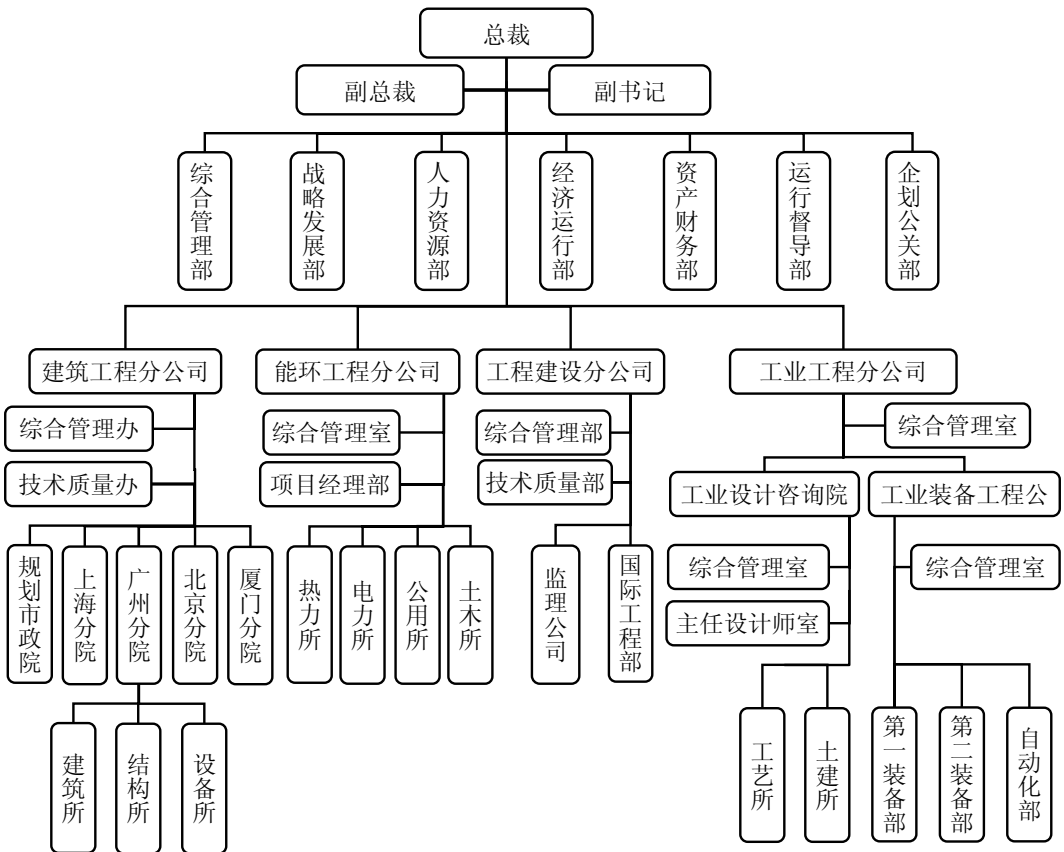 总裁
副总裁
副书记
综合管理部
战略发展部
人力资源部
经济运行部
资产财务部
运行督导部
企划公关部
建筑工程分公司
能环工程分公司
工程建设分公司
工业工程分公司
综合管理办
综合管理室
综合管理部
综合管理室
技术质量办
项目经理部
技术质量部
工业设计咨询院
工业装备工程公
规划市政院
上海分院
广州分院
北京分院
厦门分院
热力所
电力所
公用所
土木所
监理公司
国际工程部
综合管理室
综合管理室
主任设计师室
建筑所
结构所
设备所
工艺所
土建所
第一装备部
第二装备部
自动化部